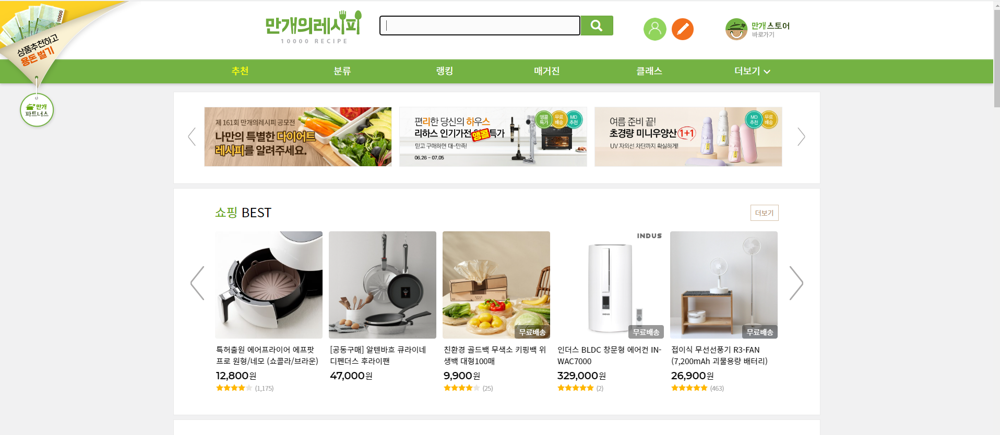 상품추천하고
용돈 벌기
만개
파트너스
만개의레시피
10000 RECIPE
만개스토어
바로가기
추천
분류
랭킹
매거진
클래스
더보기
제 161회 만개의레시피 공모전
나만의 특별한 다이어트
레시피를 알려주세요.
편리한 당신의 하우스
리하스 인기가전 앵콜특가
믿고 구매하면 대~만족!
06.26 - 07.05
앵콜
특가
무료
배송
MD
추천
여름 준비 끝!
초경량 미니우양산 1+1
UV 자외선 차단까지 확실하게!
MD
추천
무료
배송
쇼핑 BEST
더보기
무료배송
INDUS
무료배송
무료배송
특허출원 에어프라이어 에프팟
프로 원형/네모 (쇼콜라/브라운)
12,800원
(1,175)
[공동구매] 알텐바흐 큐라이네
디펜더스 후라이팬
47,000원
친환경 골드백 무색소 키핑백 위
생백 대형100매
9,900원
(25)
인더스 BLDC 창문형 에어컨 IN-
WAC7000
329,000원
(2)
접이식 무선선풍기 R3-FAN
(7,200mAh 괴물용량 배터리)
26,900원
(463)